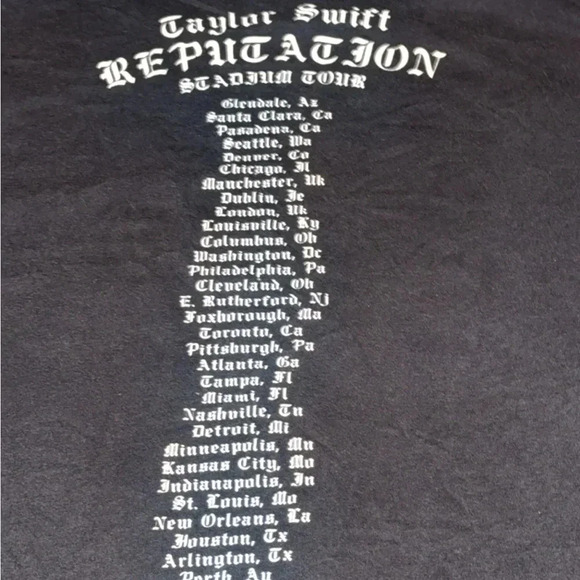 Taylor Swift
REPUTATION
STADIUM TOUR
Glendale, Az
Santa Clara, Ca
Pasadena, Ca
Seattle, Wa
Denver, Co
Chicago, Il
Manchester, Uk
Dublin, Ie
London, Uk
Louisville, Ky
Columbus, Oh
Washington, Dc
Philadelphia, Pa
Cleveland, Oh
E. Rutherford, Nj
Foxborough, Ma
Toronto, Ca
Pittsburgh, Pa
Atlanta, Ga
Tampa, Fl
Miami, Fl
Nashville, Tn
Detroit, Mi
Minneapolis, Mn
Kansas City, Mo
Indianapolis, In
St. Louis, Mo
New Orleans, La
Houston, Tx
Arlington, Tx
Perth, Au